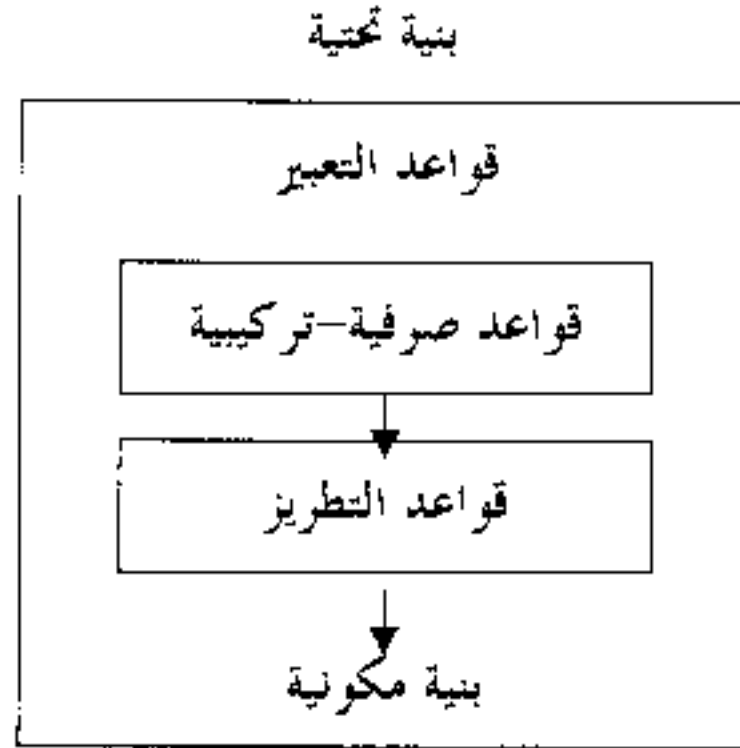 بنية تحتية
قواعد التعبير
قواعد صرفية-تركيبية
قواعد التطريز
بنية مكونية